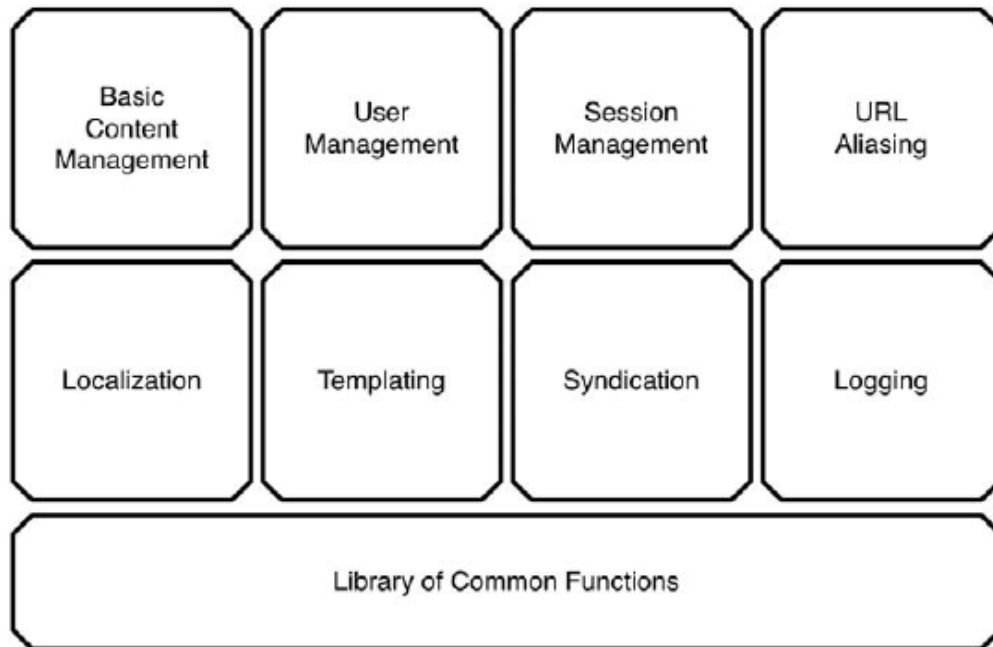 Basic
Content
Management
User
Management
Session
Management
URL
Aliasing
Localization
Templating
Syndication
Logging
Library of Common Functions